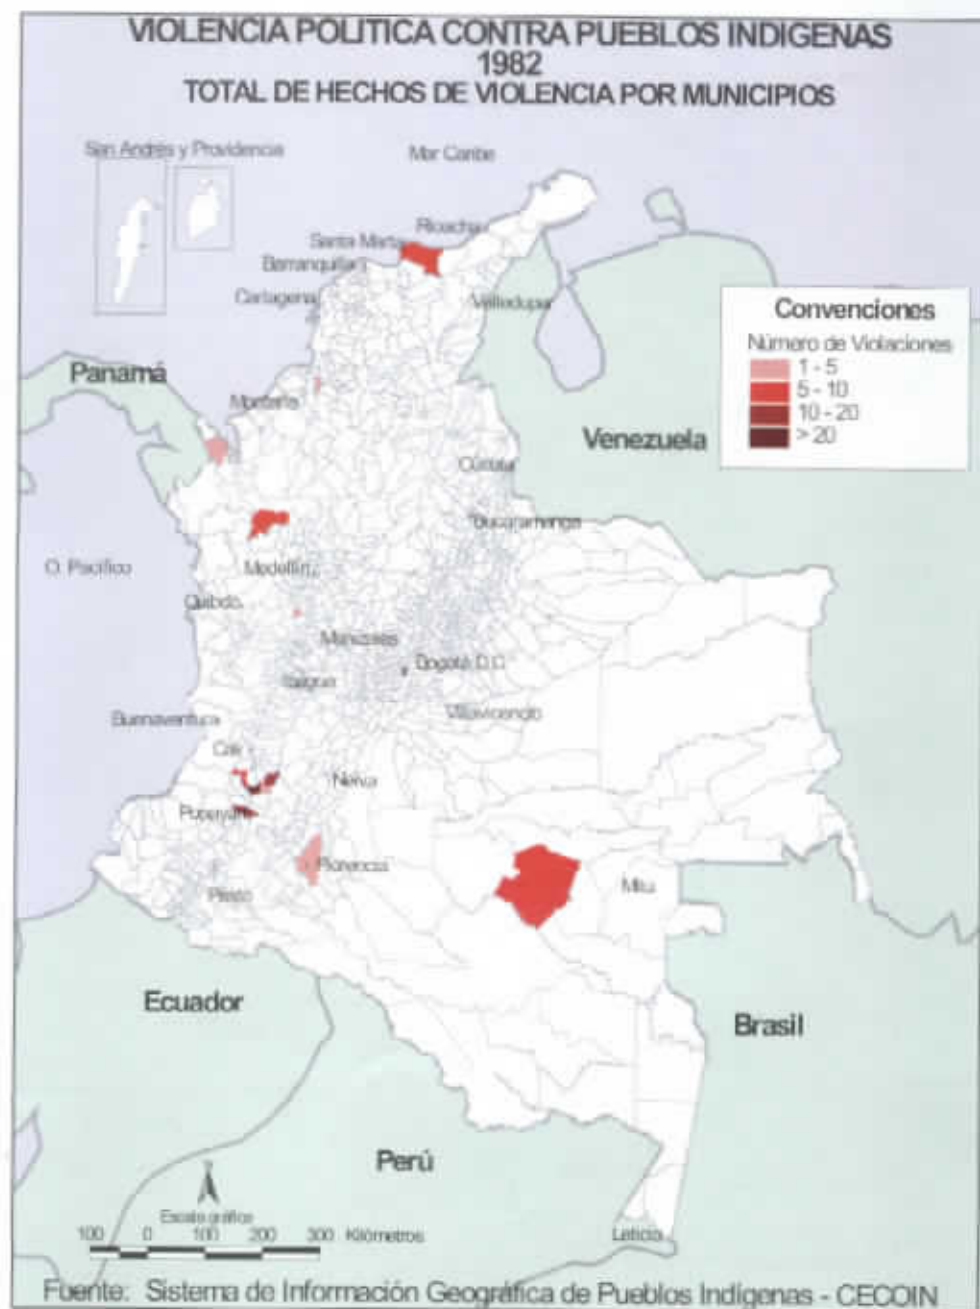 VIOLENCIA POLITICA CONTRA PUEBLOS INDIGENAS
1982
TOTAL DE HECHOS DE VIOLENCIA POR MUNICIPIOS
San Andrés y Providencia
Mar Caribe
Rioacha
Santa Marta
Barranquilla
Cartagena
Valledupar
Convenciones
Número de Violaciones
1 - 5
5 - 10
10 - 20
> 20
Panamá
Montería
Venezuela
Cúcuta
Bucaramanga
O. Pacífico
Medellín
Quibdó
Manizales
Bogotá D.C
Ibague
Villavicencio
Buenaventura
Cali
Neiva
Popayán
Florencia
Mitu
Pasto
Ecuador
Brasil
Perú
Escala gráfica
100 0 100 200 300 Kilómetros
Leticia
Fuente: Sistema de Información Geográfica de Pueblos Indígenas - CECOIN